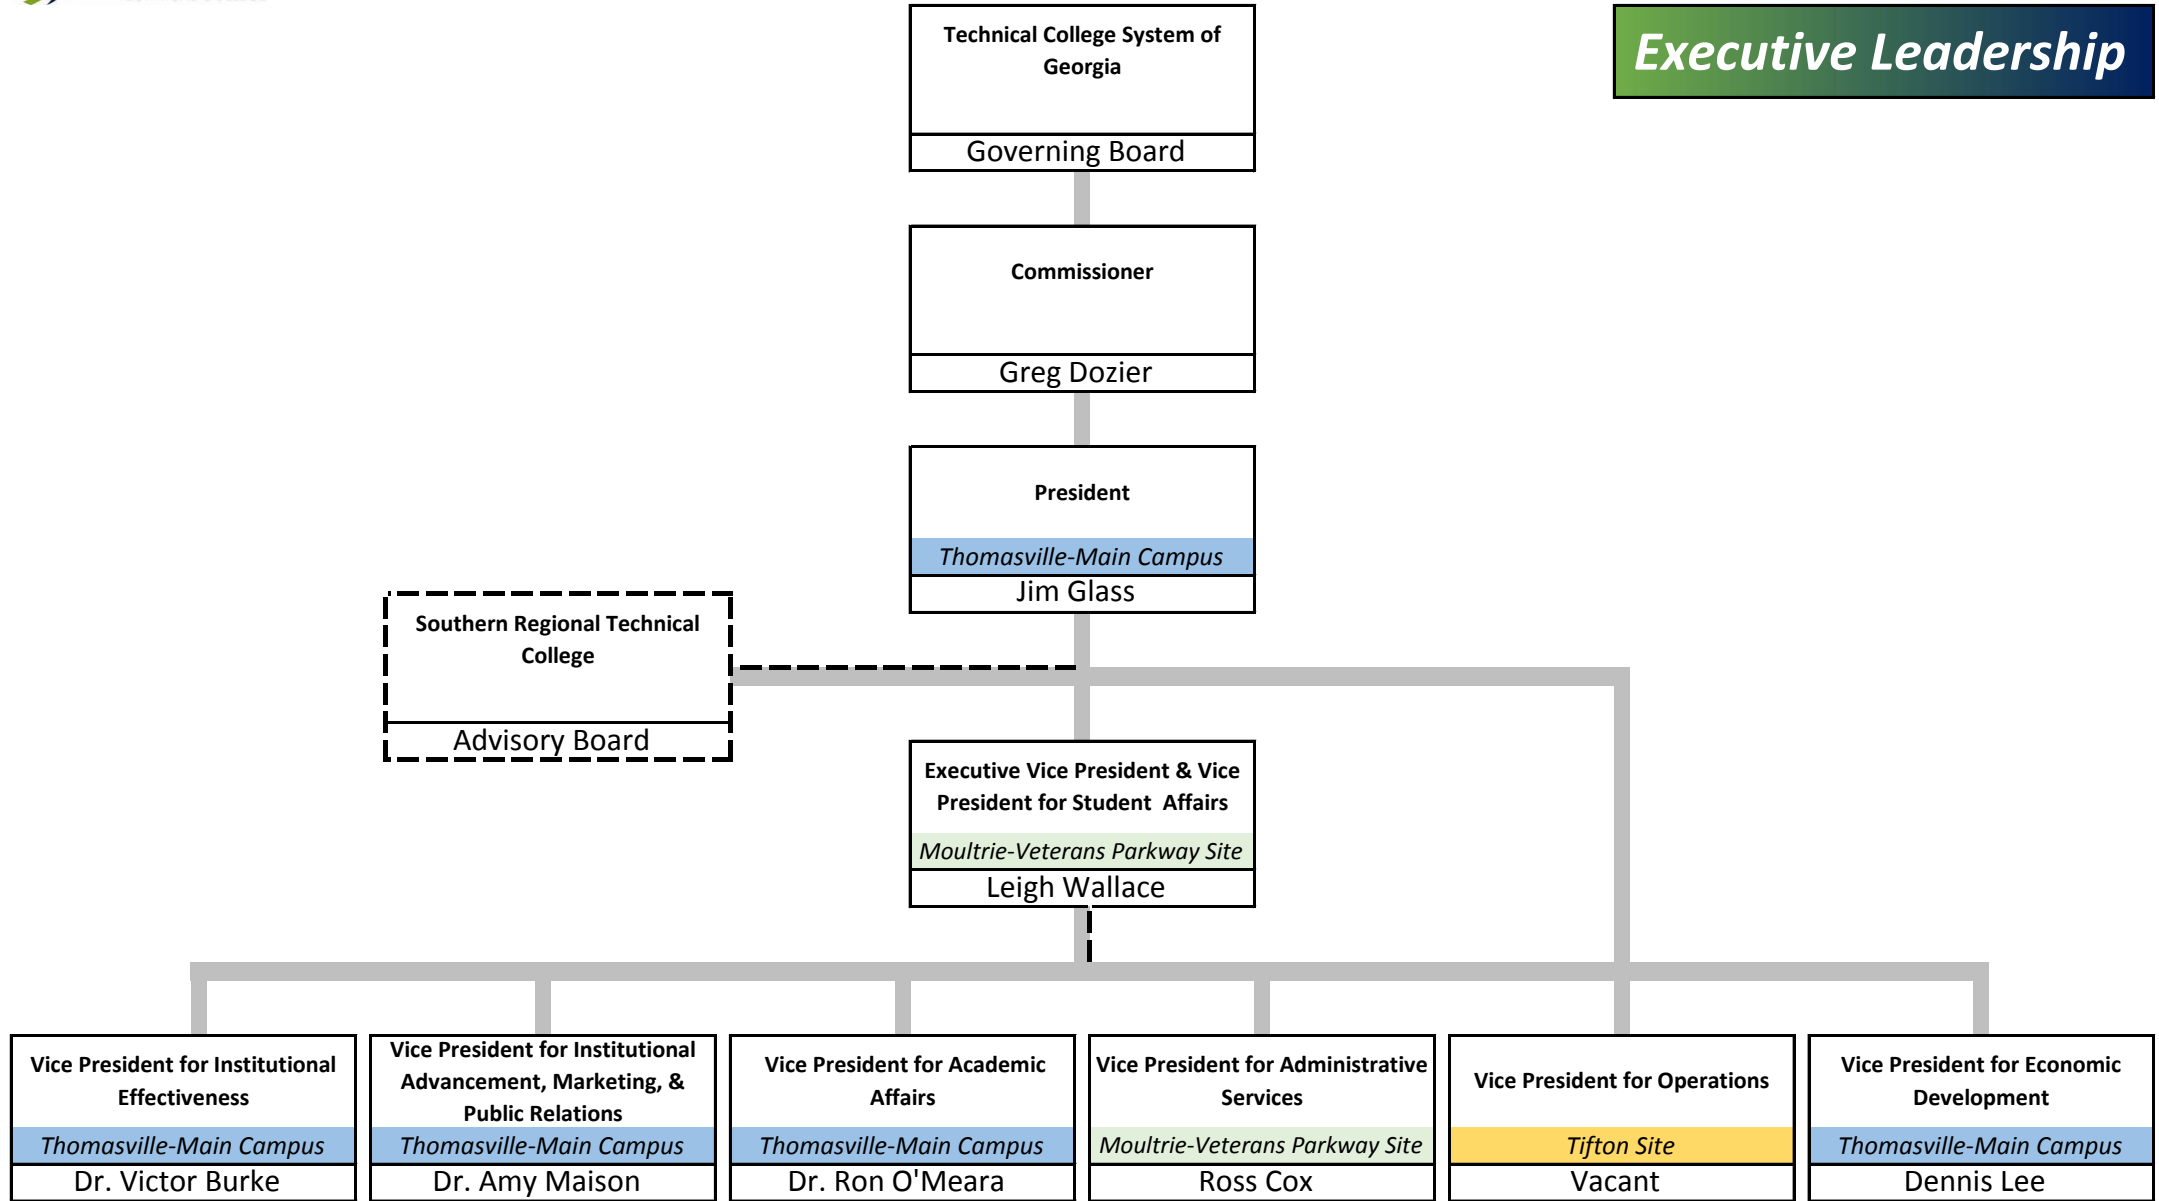 Technical College System of
Georgia
Governing Board
Executive Leadership
Commissioner
Greg Dozier
President
Thomasville-Main Campus
Jim Glass
Southern Regional Technical
College
Advisory Board
Executive Vice President & Vice
President for Student Affairs
Moultrie-Veterans Parkway Site
Leigh Wallace
Vice President for Institutional
Effectiveness
Thomasville-Main Campus
Dr. Victor Burke
Vice President for Institutional
Advancement, Marketing, &
Public Relations
Thomasville-Main Campus
Dr. Amy Maison
Vice President for Academic
Affairs
Thomasville-Main Campus
Dr. Ron O'Meara
Vice President for Administrative
Services
Moultrie-Veterans Parkway Site
Ross Cox
Vice President for Operations
Tifton Site
Vacant
Vice President for Economic
Development
Thomasville-Main Campus
Dennis Lee